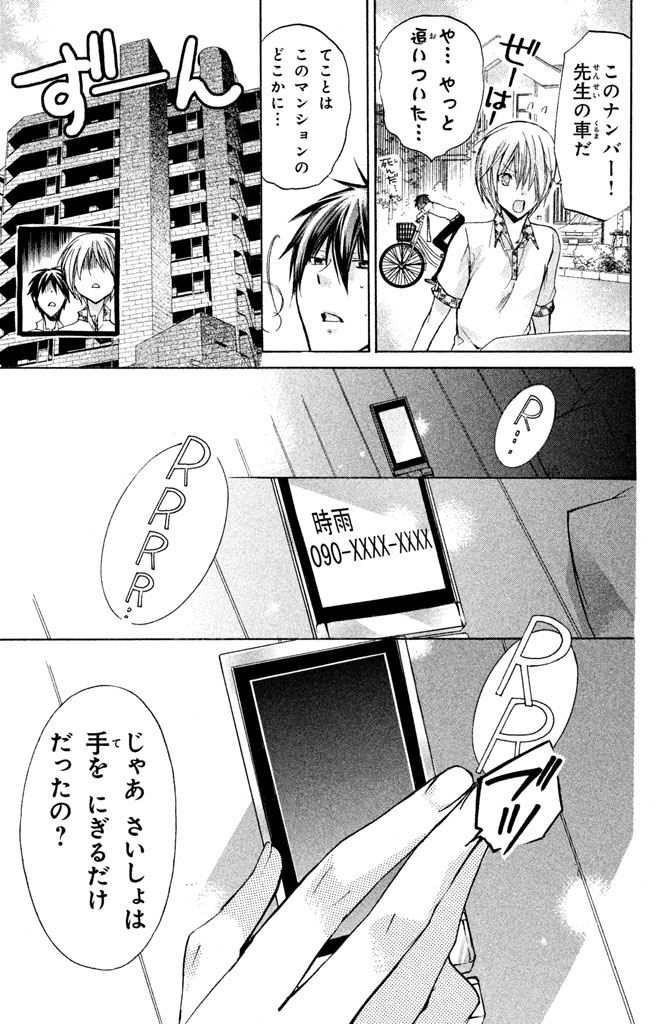 このナンバー！
先生の車だ
ぜーはー
や…やっと
追いついた…
死んだ…
てことは
このマンションの
どこかに…
ずーん
R…
時雨
090-XXXX-XXXX
RRRR…
RR
ブツッ
じゃあ さいしょは
手を にぎるだけ
だったの？